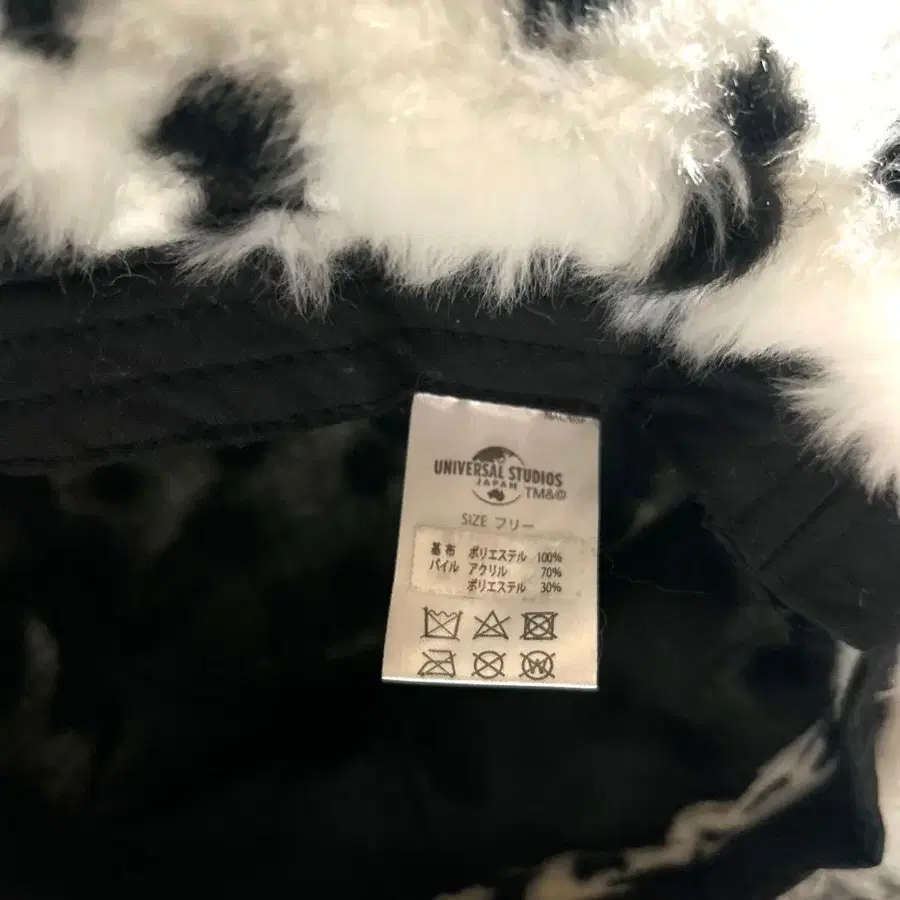 UNIVERSAL STUDIOS
JAPAN TM&©
SIZE フリー
基布 ポリエステル 100%
パイル アクリル 70%
ポリエステル 30%
W